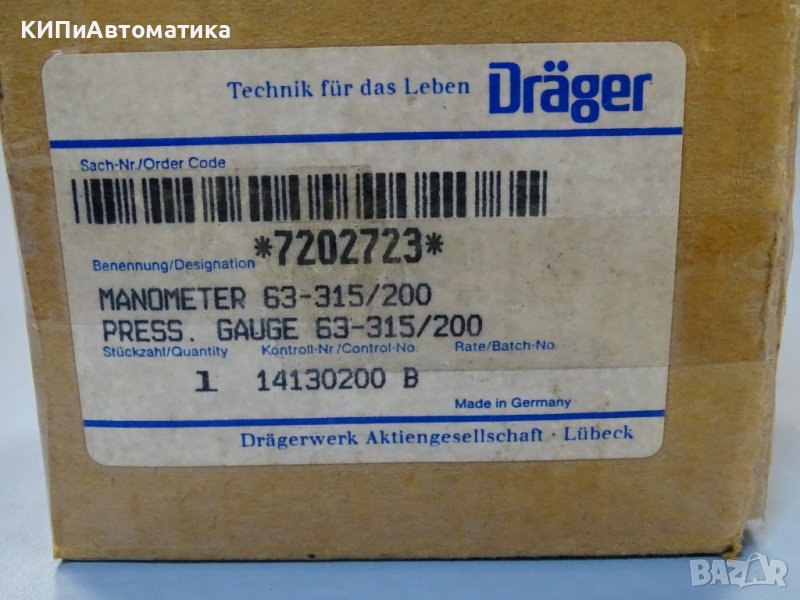 КИПиАвтоматика
Technik für das Leben Dräger
Sach-Nr./Order Code
*7202723*
Benennung/Designation
MANOMETER 63-315/200
PRESS. GAUGE 63-315/200
Stückzahl/Quantity Kontroll-Nr./Control-No. Rate/Batch-No.
1 14130200 B
Made in Germany
Drägerwerk Aktiengesellschaft · Lübeck
BAZAR